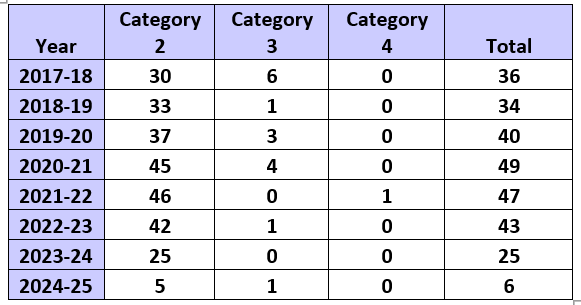 Year Category 2 Category 3 Category 4 Total
2017-18 30 6 0 36
2018-19 33 1 0 34
2019-20 37 3 0 40
2020-21 45 4 0 49
2021-22 46 0 1 47
2022-23 42 1 0 43
2023-24 25 0 0 25
2024-25 5 1 0 6